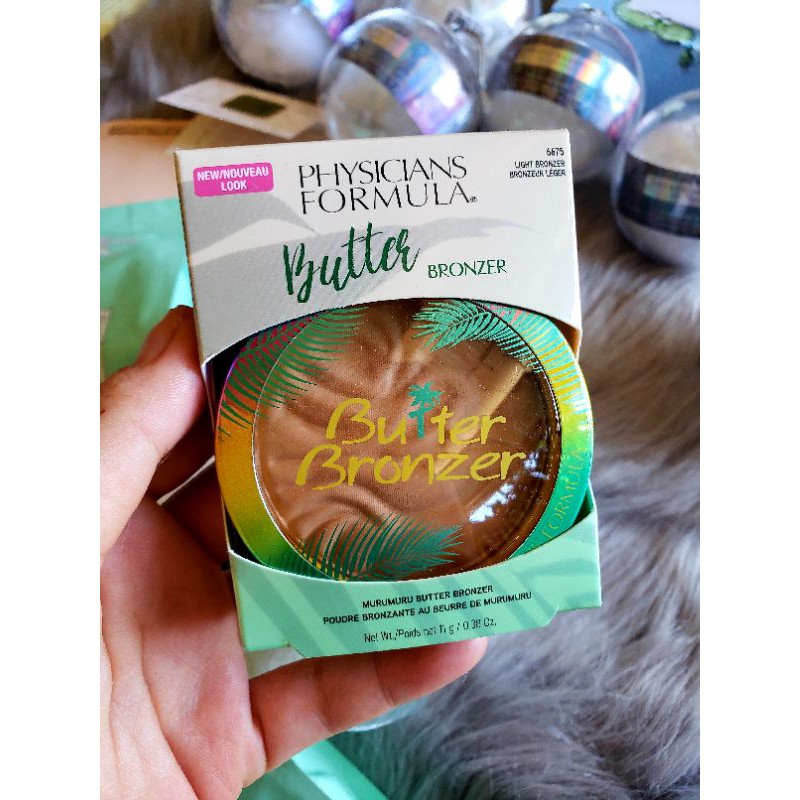 NEW/NOUVEAU
LOOK
PHYSICIANS
FORMULA®
6675
LIGHT BRONZER
BRONZEUR LÉGER
Butter BRONZER
Butter
Bronzer
FORMULA
MURUMURU BUTTER BRONZER
POUDRE BRONZANTE AU BEURRE DE MURUMURU
Net Wt./Poids net 11 g / 0.38 Oz.